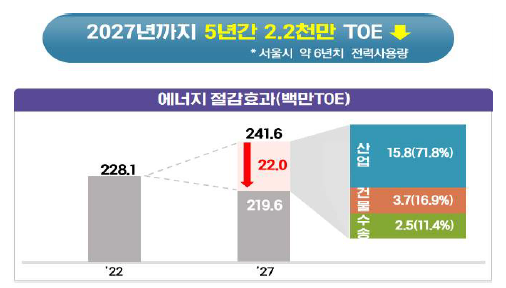 2027년까지 5년간 2.2천만 TOE
* 서울시 약 6년치 전력사용량
에너지 절감효과(백만TOE)
241.6
228.1
22.0
219.6
산업 15.8(71.8%)
건물 3.7(16.9%)
수송 2.5(11.4%)
'22 '27